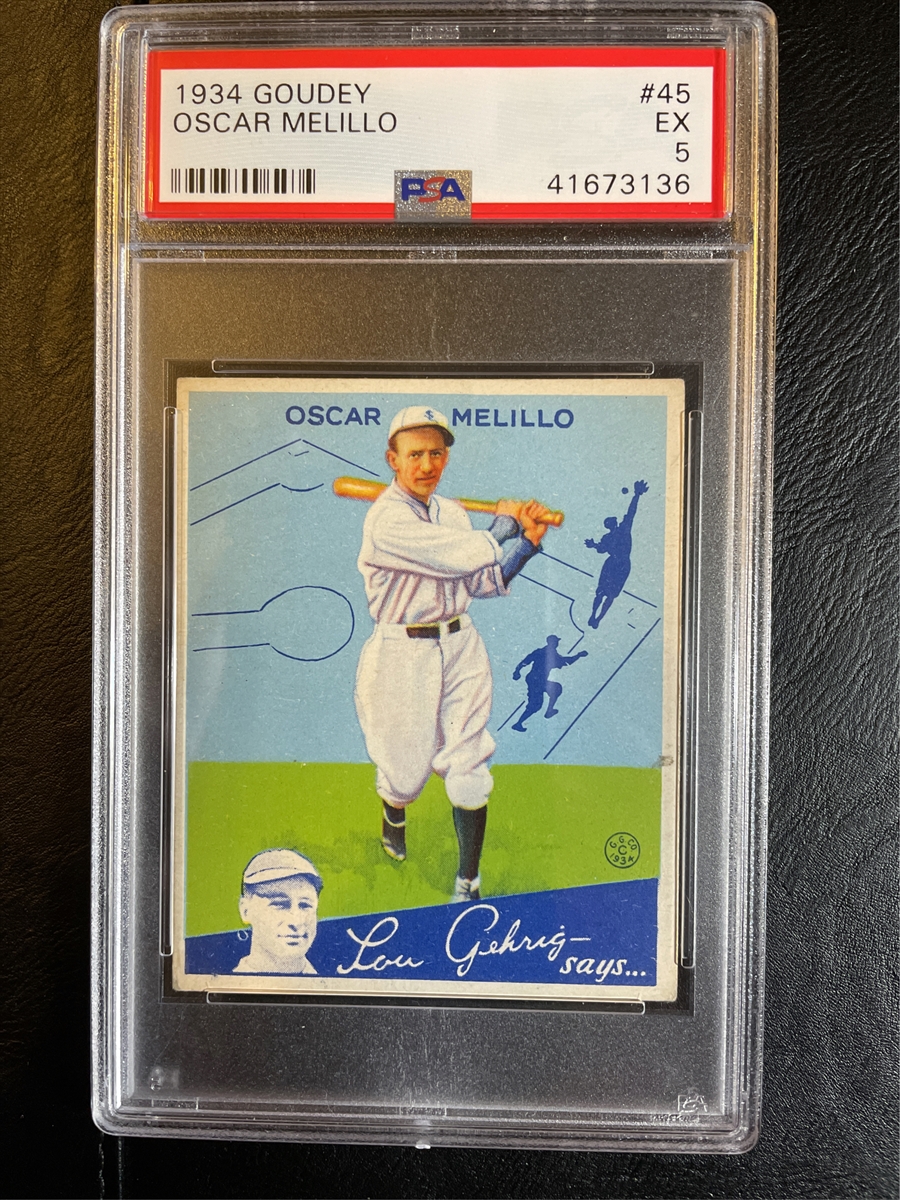 1934 GOUDEY #45
OSCAR MELILLO EX
5
PSA 41673136
OSCAR MELILLO
G.G.CO.
C
1934
Lou Gehrig-
says...